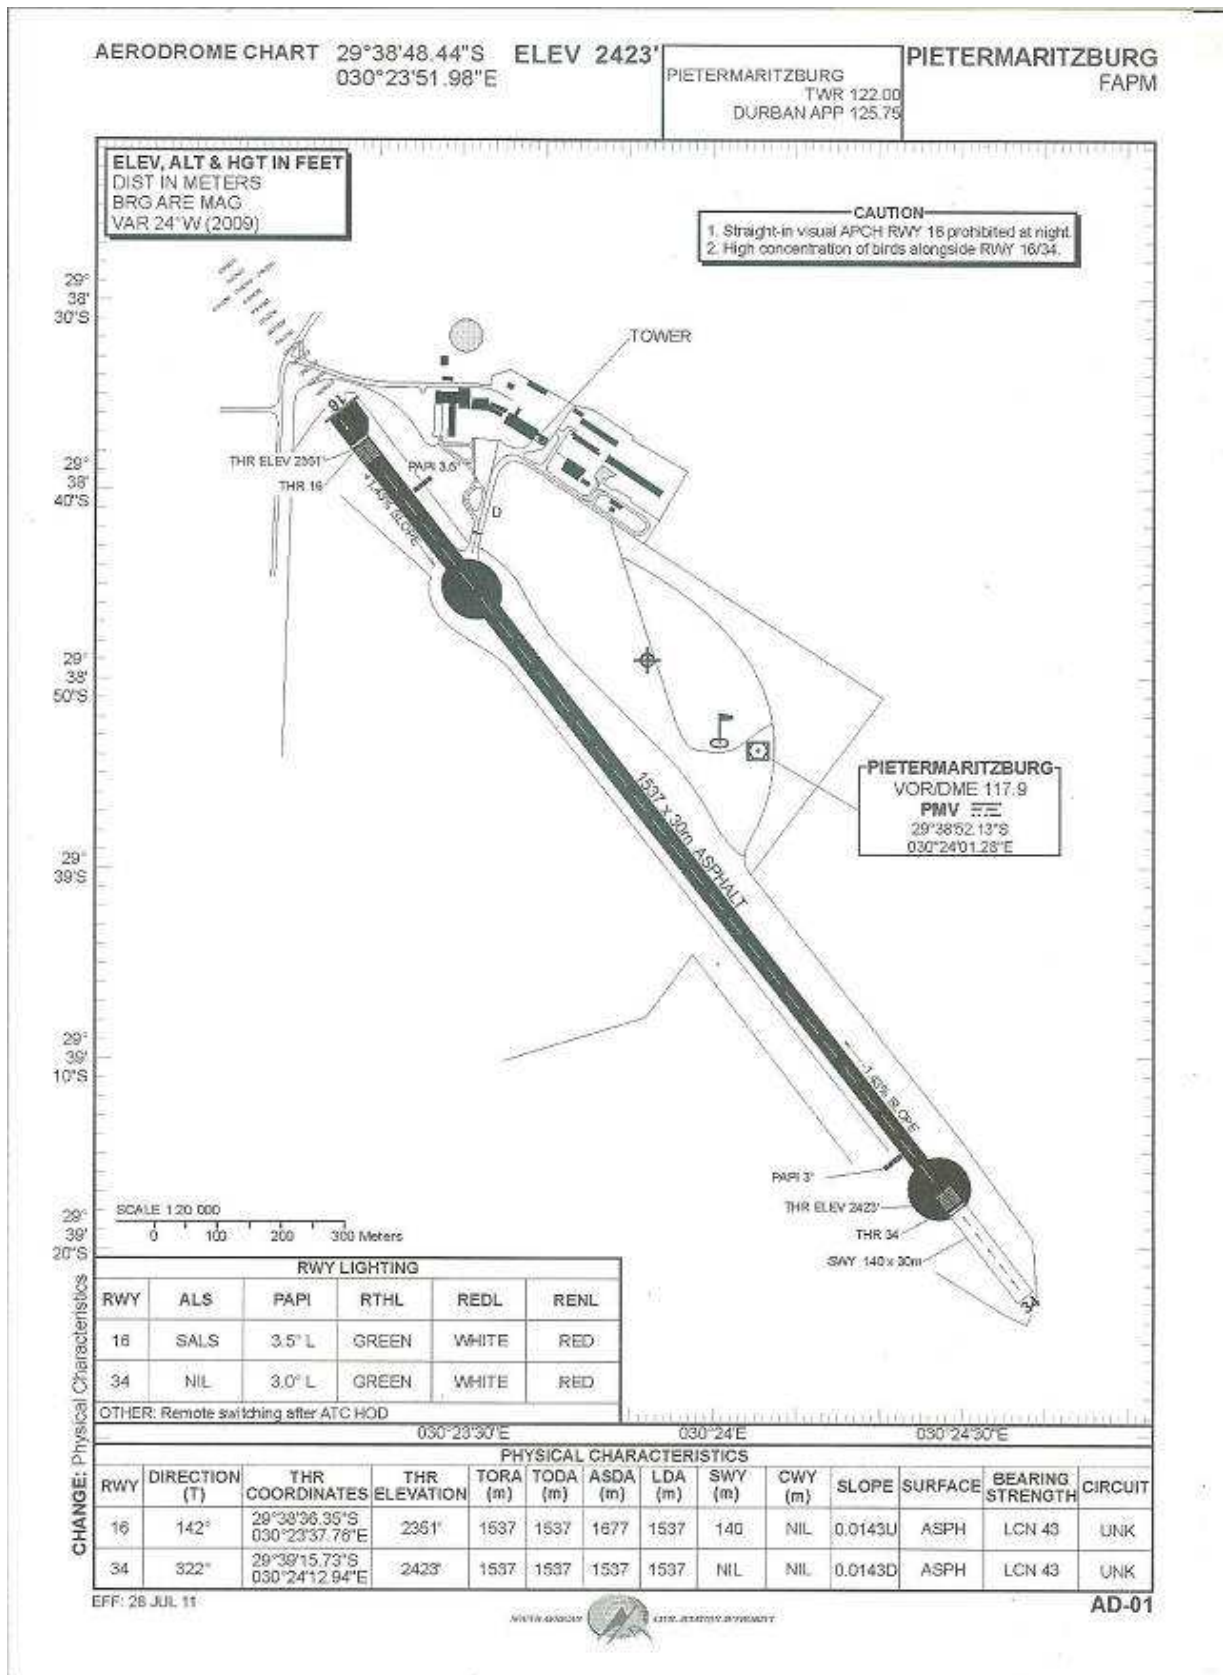 AERODROME CHART 29°38'48.44"S ELEV 2423'
030°23'51.98"E
PIETERMARITZBURG
TWR 122.00
DURBAN APP 125.75
PIETERMARITZBURG
FAPM
ELEV, ALT & HGT IN FEET
DIST IN METERS
BRG ARE MAG
VAR 24°W (2009)
CAUTION
1. Straight-in visual APCH RWY 16 prohibited at night.
2. High concentration of birds alongside RWY 16/34.
29°
38'
30"S
TOWER
16
THR ELEV 2351'
PAPI 3.5°
THR 16
29°
38'
40"S
+1.43% SLOPE
D
29°
38'
50"S
1537 x 30m ASPHALT
PIETERMARITZBURG
VOR/DME 117.9
PMV
29°38'52.13"S
030°24'01.28"E
29°
39'S
29°
39'
10"S
-1.43% SLOPE
PAPI 3°
THR ELEV 2423'
THR 34
SWY 140 x 30m
34
29°
39'
20"S
SCALE 1:20 000
0 100 200 300 Meters
RWY LIGHTING
RWY ALS PAPI RTHL REDL RENL
16 SALS 3.5° L GREEN WHITE RED
34 NIL 3.0° L GREEN WHITE RED
OTHER: Remote switching after ATC HOD
030°23'30"E 030°24'E 030°24'30"E
CHANGE: Physical Characteristics
PHYSICAL CHARACTERISTICS
RWY DIRECTION (T) THR COORDINATES THR ELEVATION TORA (m) TODA (m) ASDA (m) LDA (m) SWY (m) CWY (m) SLOPE SURFACE BEARING STRENGTH CIRCUIT
16 142° 29°38'36.35"S 030°23'37.76"E 2351' 1537 1537 1677 1537 140 NIL 0.0143U ASPH LCN 43 UNK
34 322° 29°39'15.73"S 030°24'12.94"E 2423' 1537 1537 1537 1537 NIL NIL 0.0143D ASPH LCN 43 UNK
EFF: 28 JUL 11
SOUTH AFRICAN CIVIL AVIATION AUTHORITY
AD-01